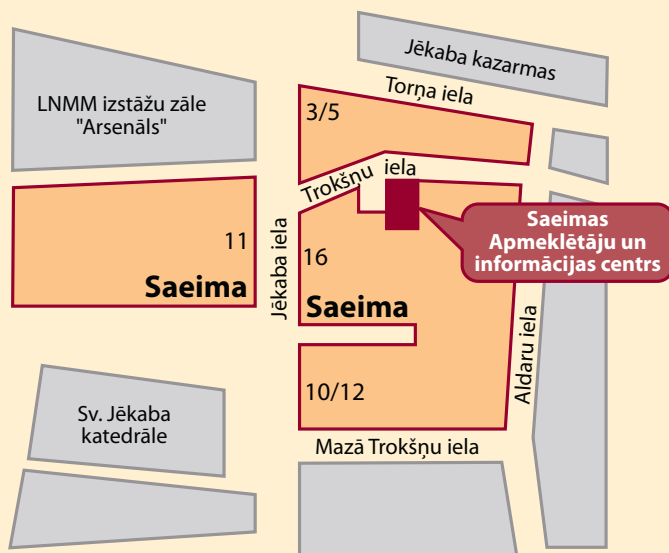 Jēkaba kazarmas
LNMM izstāžu zāle
"Arsenāls"
Torņa iela
3/5
Trokšņu iela
Saeimas
Apmeklētāju un
informācijas centrs
11
Saeima
Jēkaba iela
16
Saeima
Aldaru iela
10/12
Sv. Jēkaba
katedrāle
Mazā Trokšņu iela